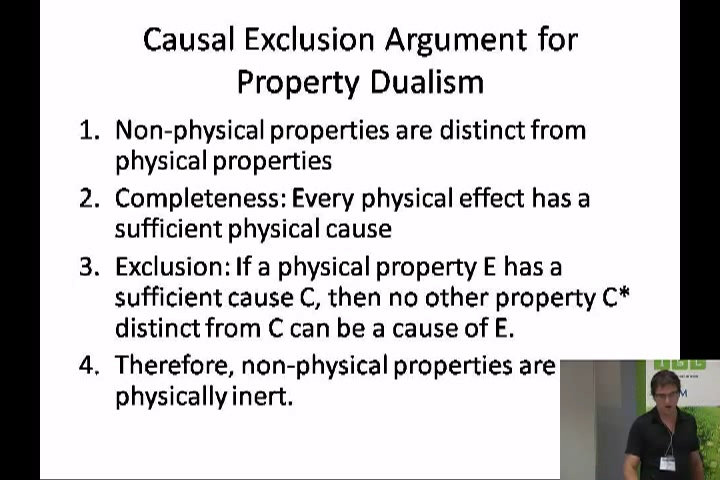 Causal Exclusion Argument for
Property Dualism
1. Non-physical properties are distinct from
physical properties
2. Completeness: Every physical effect has a
sufficient physical cause
3. Exclusion: If a physical property E has a
sufficient cause C, then no other property C*
distinct from C can be a cause of E.
4. Therefore, non-physical properties are
physically inert.